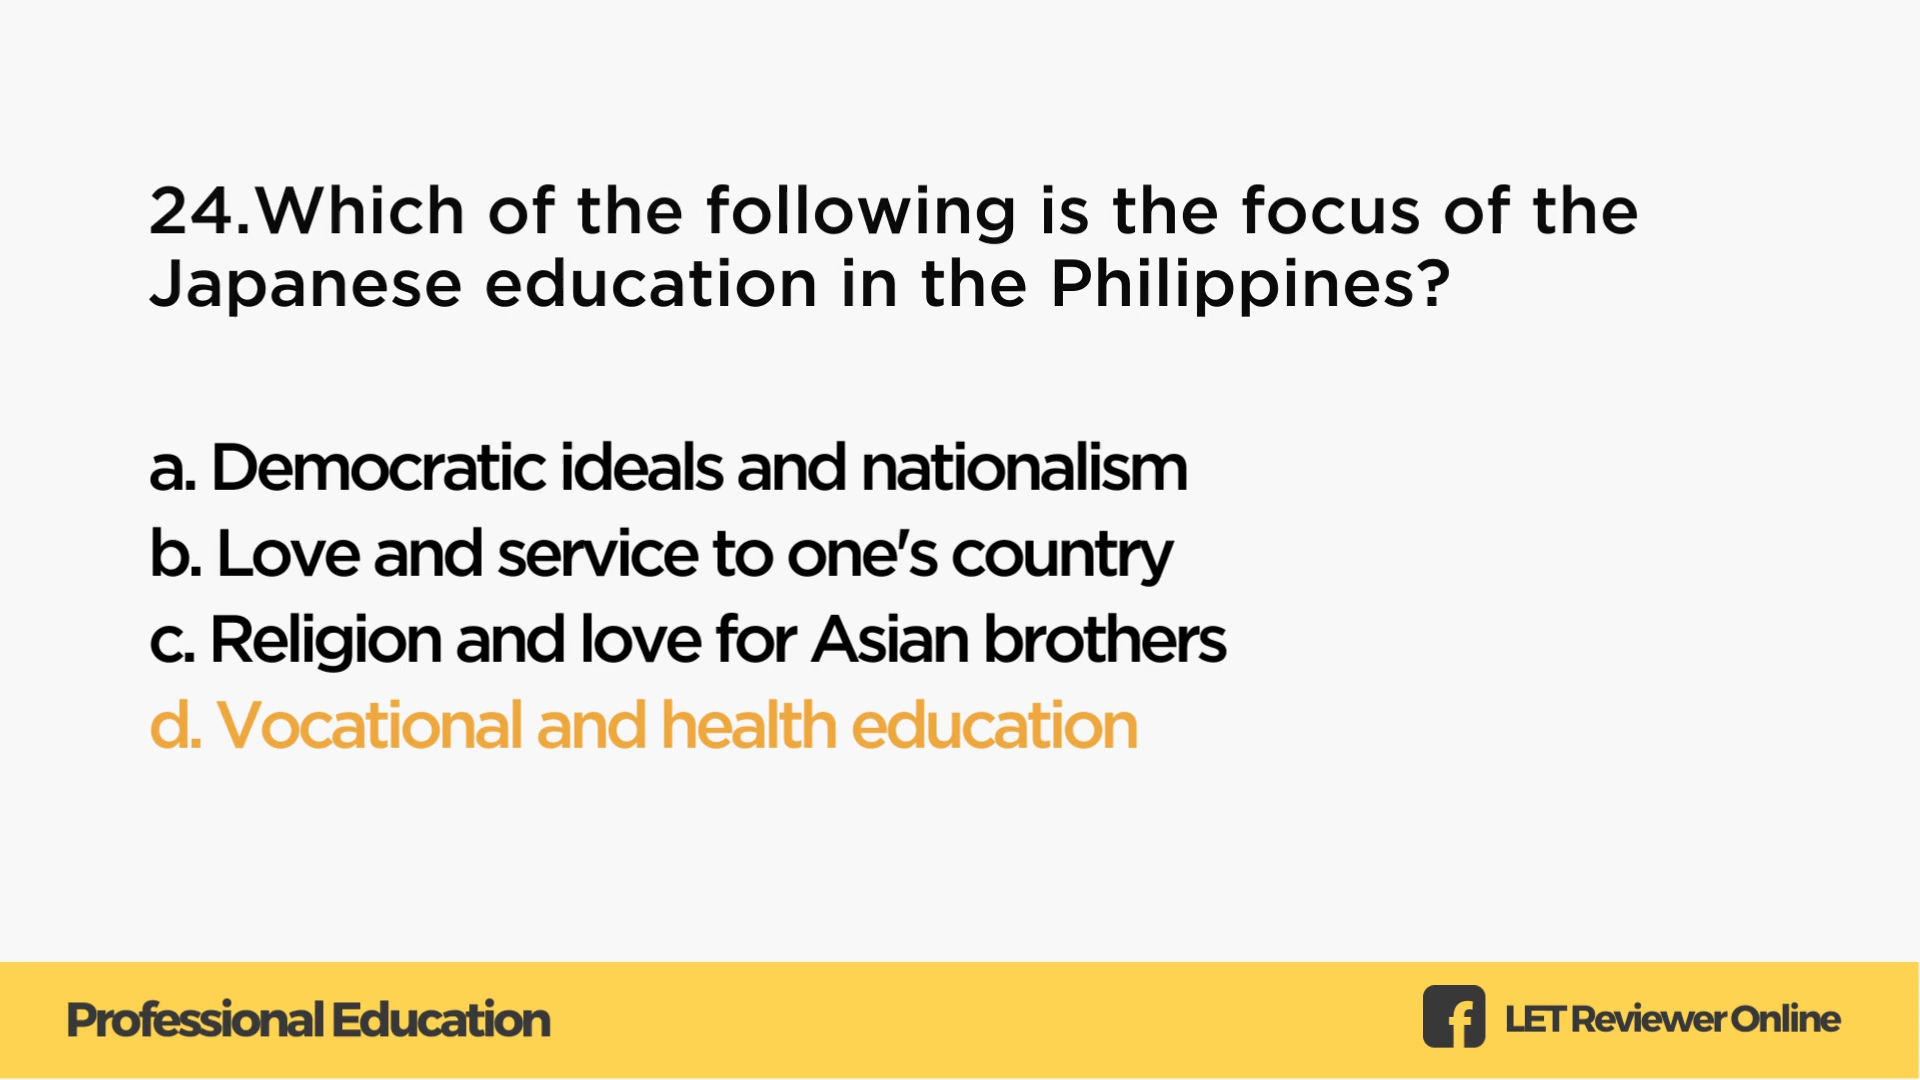 24.Which of the following is the focus of the
Japanese education in the Philippines?
a. Democratic ideals and nationalism
b. Love and service to one's country
c. Religion and love for Asian brothers
d. Vocational and health education
Professional Education
LET Reviewer Online